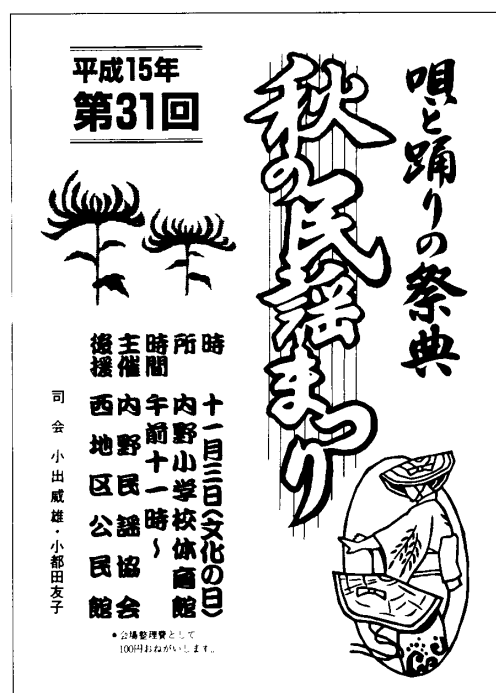 唄と踊りの祭典
秋の民謡まつり
平成15年
第31回
時 十一月三日〈文化の日〉
所 内野小学校体育館
時間 午前十一時〜
主催 内野民謡協会
後援 西地区公民館
司会 小出威雄・小都田友子
●会場整理費として
100円おねがいします。